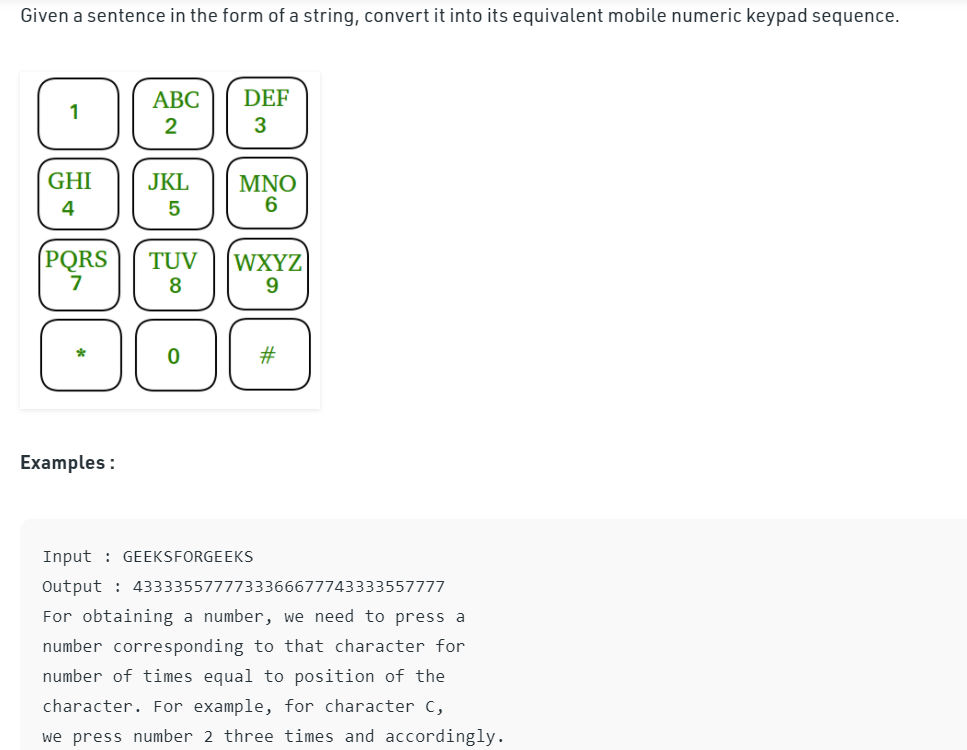 Given a sentence in the form of a string, convert it into its equivalent mobile numeric keypad sequence.
1 ABC DEF
2 3
GHI JKL MNO
4 5 6
PQRS TUV WXYZ
7 8 9
* 0 #
Examples :
Input : GEEKSFORGEEKS
Output : 4333355777733366677743333557777
For obtaining a number, we need to press a
number corresponding to that character for
number of times equal to position of the
character. For example, for character C,
we press number 2 three times and accordingly.